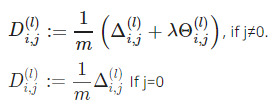 D^{(l)}_{i,j} := \frac{1}{m} \left( \Delta^{(l)}_{i,j} + \lambda \Theta^{(l)}_{i,j} \right), if j≠0.
D^{(l)}_{i,j} := \frac{1}{m} \Delta^{(l)}_{i,j} If j=0